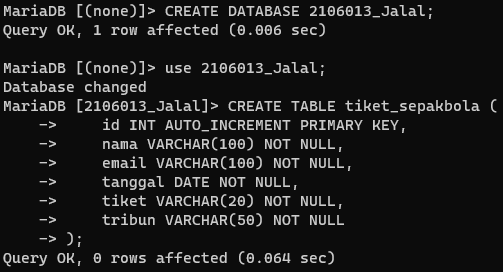 MariaDB [(none)]> CREATE DATABASE 2106013_Jalal;
Query OK, 1 row affected (0.006 sec)

MariaDB [(none)]> use 2106013_Jalal;
Database changed
MariaDB [2106013_Jalal]> CREATE TABLE tiket_sepakbola (
    ->     id INT AUTO_INCREMENT PRIMARY KEY,
    ->     nama VARCHAR(100) NOT NULL,
    ->     email VARCHAR(100) NOT NULL,
    ->     tanggal DATE NOT NULL,
    ->     tiket VARCHAR(20) NOT NULL,
    ->     tribun VARCHAR(50) NOT NULL
    -> );
Query OK, 0 rows affected (0.064 sec)